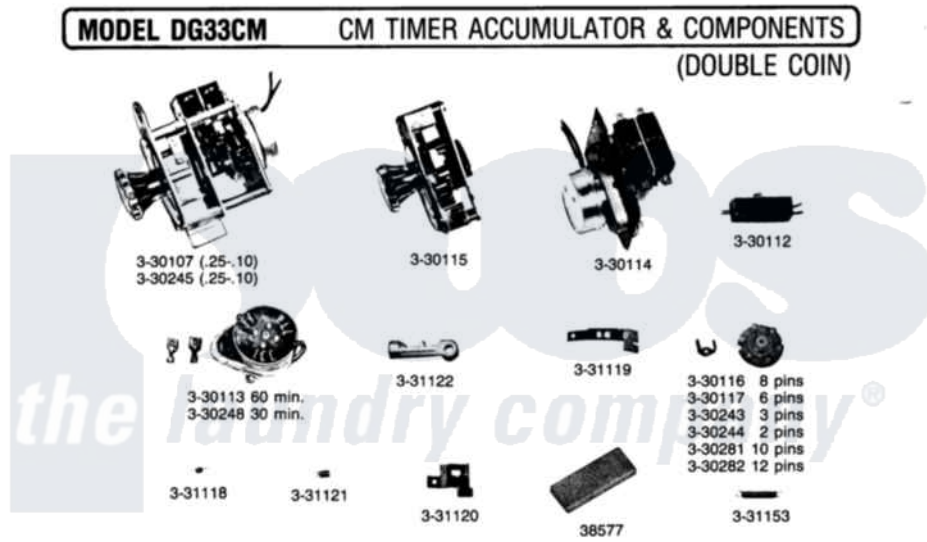 MODEL DG33CM CM TIMER ACCUMULATOR & COMPONENTS
(DOUBLE COIN)
3-30107 (.25-.10)
3-30245 (.25-.10)
3-30115
3-30114
3-30112
3-30113 60 min.
3-30248 30 min.
3-31122
3-31119
3-30116 8 pins
3-30117 6 pins
3-30243 3 pins
3-30244 2 pins
3-30281 10 pins
3-30282 12 pins
3-31118
3-31121
3-31120
38577
3-31153
pwbs
the laundry company®